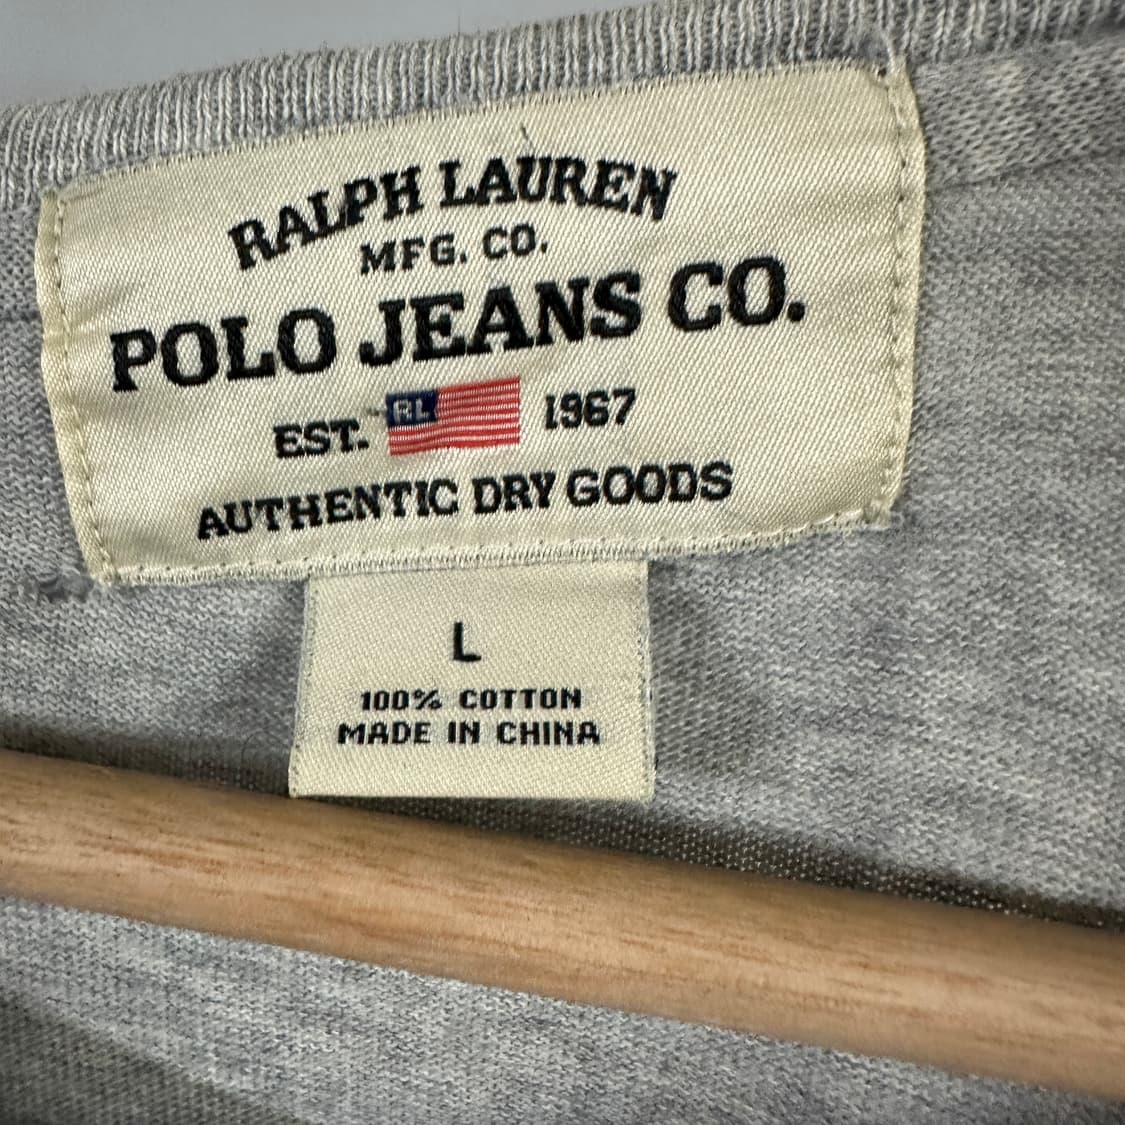 RALPH LAUREN
MFG. CO.
POLO JEANS CO.
EST. RL 1967
AUTHENTIC DRY GOODS
L
100% COTTON
MADE IN CHINA